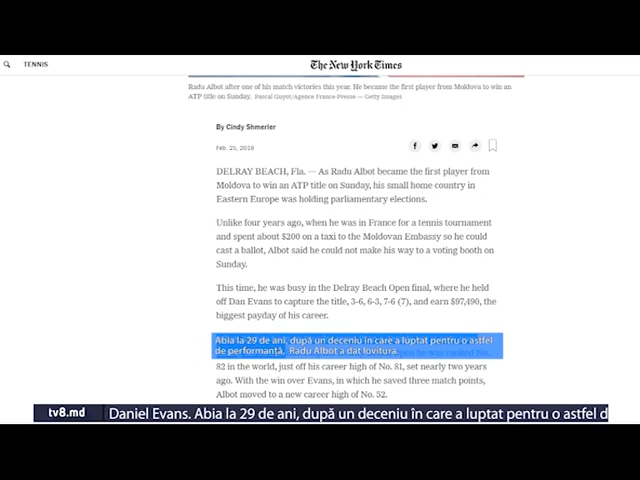 TENNIS
The New York Times
Radu Albot after one of his match victories this year. He became the first player from Moldova to win an
ATP title on Sunday. Pascal Guyot/Agence France-Presse — Getty Images
By Cindy Shmerler
Feb. 25, 2019
DELRAY BEACH, Fla. — As Radu Albot became the first player from
Moldova to win an ATP title on Sunday, his small home country in
Eastern Europe was holding parliamentary elections.
Unlike four years ago, when he was in France for a tennis tournament
and spent about $200 on a taxi to the Moldovan Embassy so he could
cast a ballot, Albot said he could not make his way to a voting booth on
Sunday.
This time, he was busy in the Delray Beach Open final, where he held
off Dan Evans to capture the title, 3-6, 6-3, 7-6 (7), and earn $97,490, the
biggest payday of his career.
Abia la 29 de ani, după un deceniu în care a luptat pentru o astfel
de performanță, Radu Albot a dat lovitura.
open he was ranked No.
82 in the world, just off his career high of No. 81, set nearly two years
ago. With the win over Evans, in which he saved three match points,
Albot moved to a new career high of No. 52.
tv8.md Daniel Evans. Abia la 29 de ani, după un deceniu în care a luptat pentru o astfel d